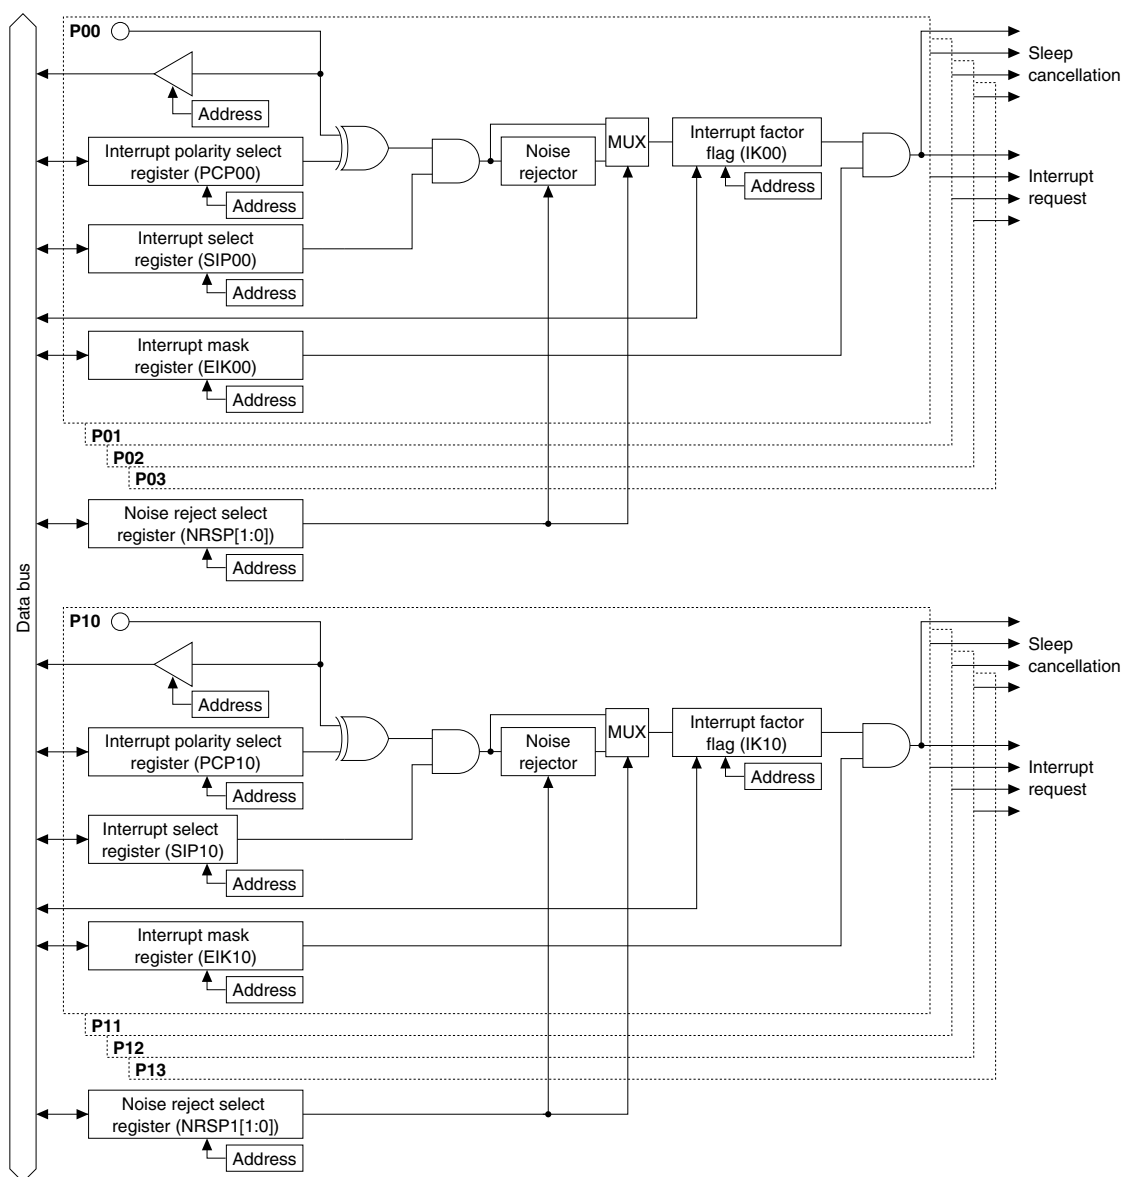 P00
Sleep
cancellation
Address
Interrupt polarity select
register (PCP00)
Address
Noise
rejector
MUX
Interrupt factor
flag (IK00)
Address
Interrupt
request
Interrupt select
register (SIP00)
Address
Interrupt mask
register (EIK00)
Address
P01
P02
P03
Noise reject select
register (NRSP[1:0])
Address
Data bus
P10
Sleep
cancellation
Address
Interrupt polarity select
register (PCP10)
Address
Noise
rejector
MUX
Interrupt factor
flag (IK10)
Address
Interrupt
request
Interrupt select
register (SIP10)
Address
Interrupt mask
register (EIK10)
Address
P11
P12
P13
Noise reject select
register (NRSP1[1:0])
Address